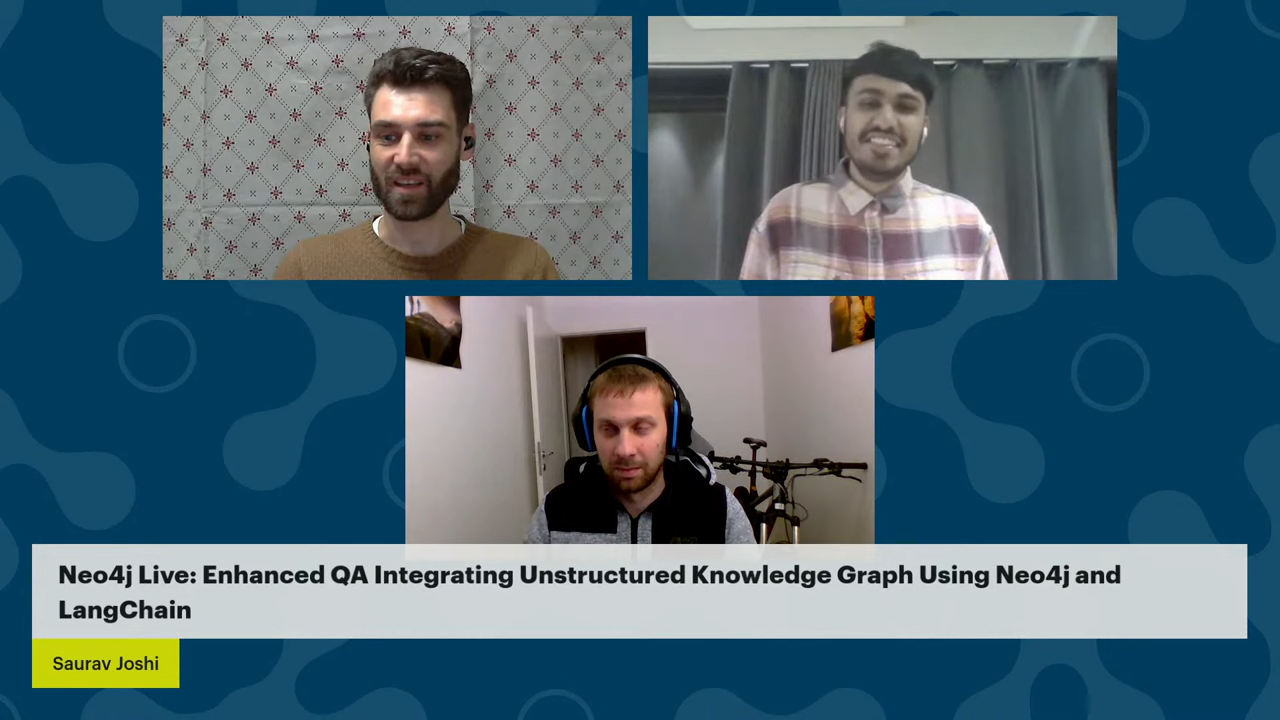 Neo4j Live: Enhanced QA Integrating Unstructured Knowledge Graph Using Neo4j and
LangChain
Saurav Joshi